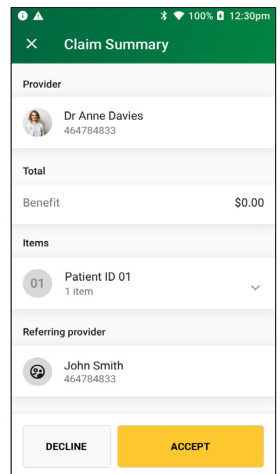 100% 12:30pm
Claim Summary
Provider
Dr Anne Davies
464784833
Total
Benefit $0.00
Items
01 Patient ID 01
1 item
Referring provider
John Smith
464784833
DECLINE ACCEPT